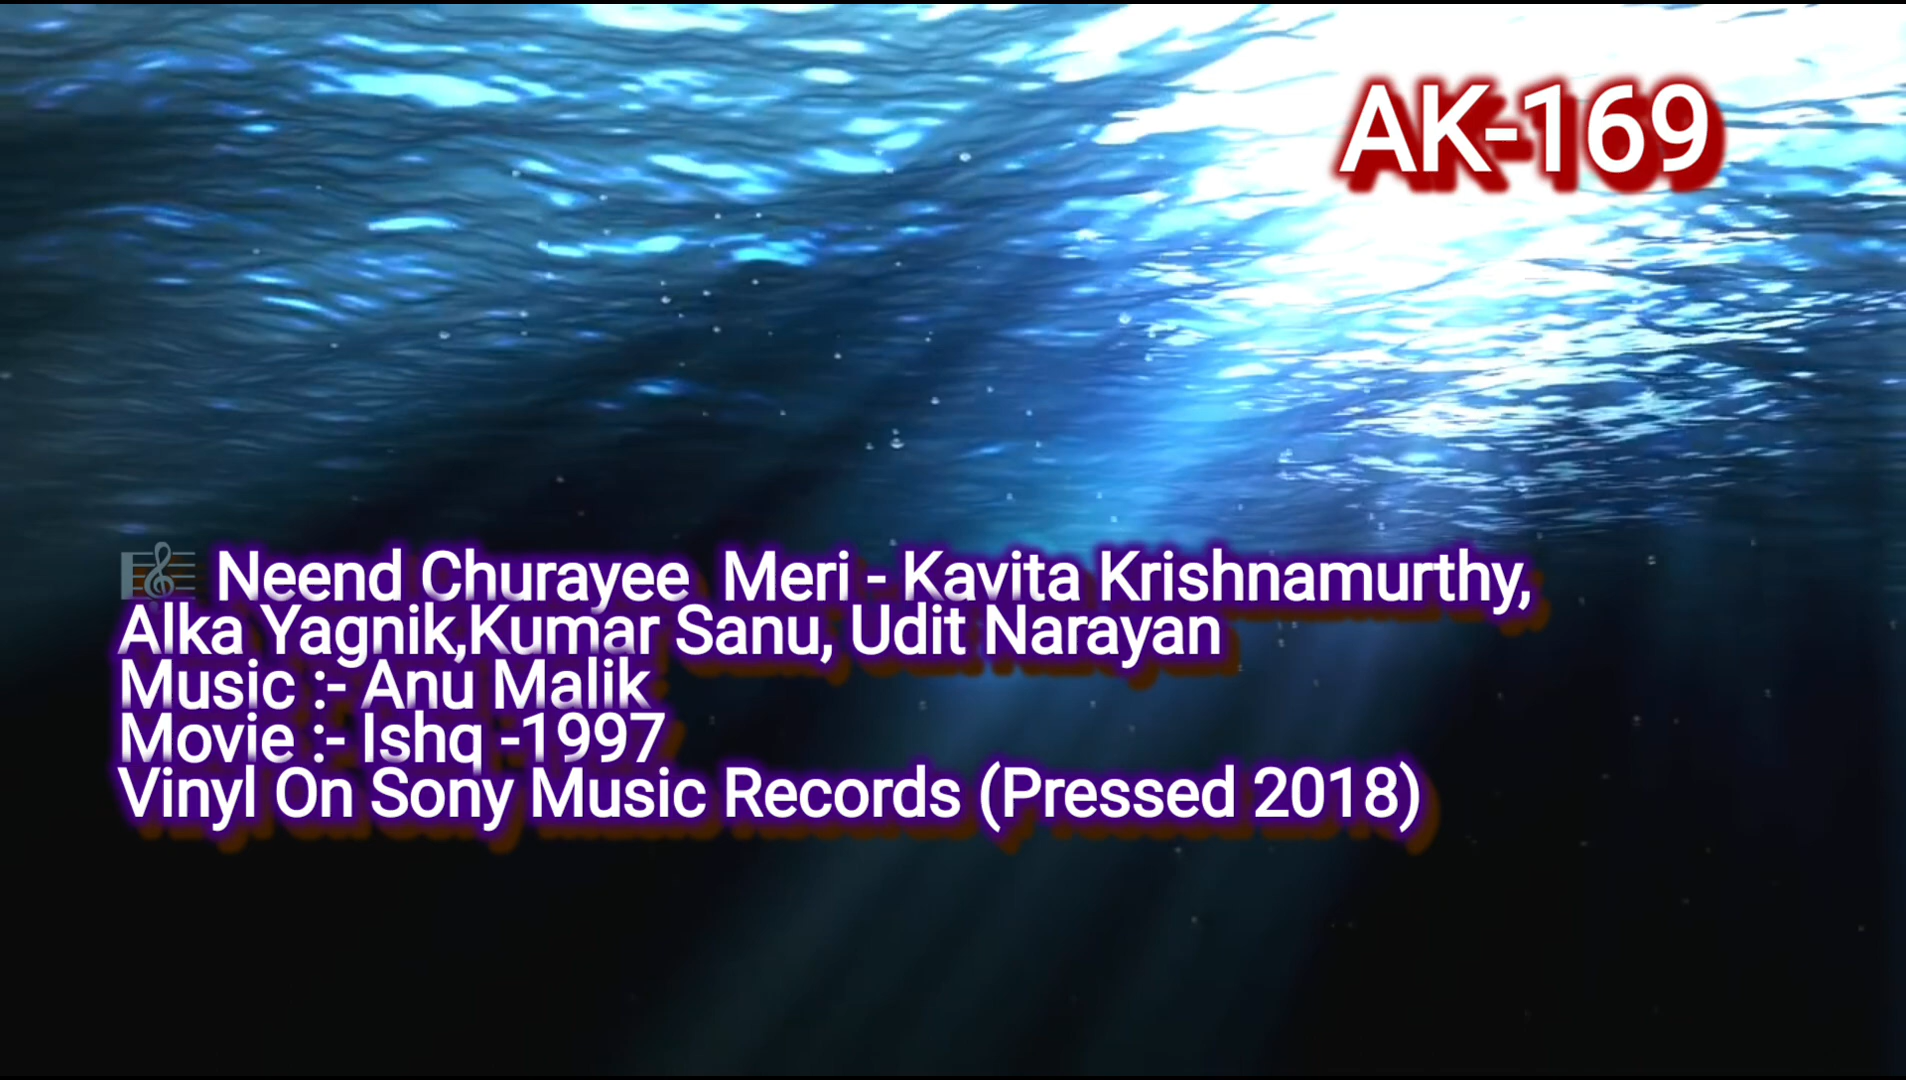 AK-169
🎼 Neend Churayee  Meri - Kavita Krishnamurthy,
Alka Yagnik,Kumar Sanu, Udit Narayan
Music :- Anu Malik
Movie :- Ishq -1997
Vinyl On Sony Music Records (Pressed 2018)